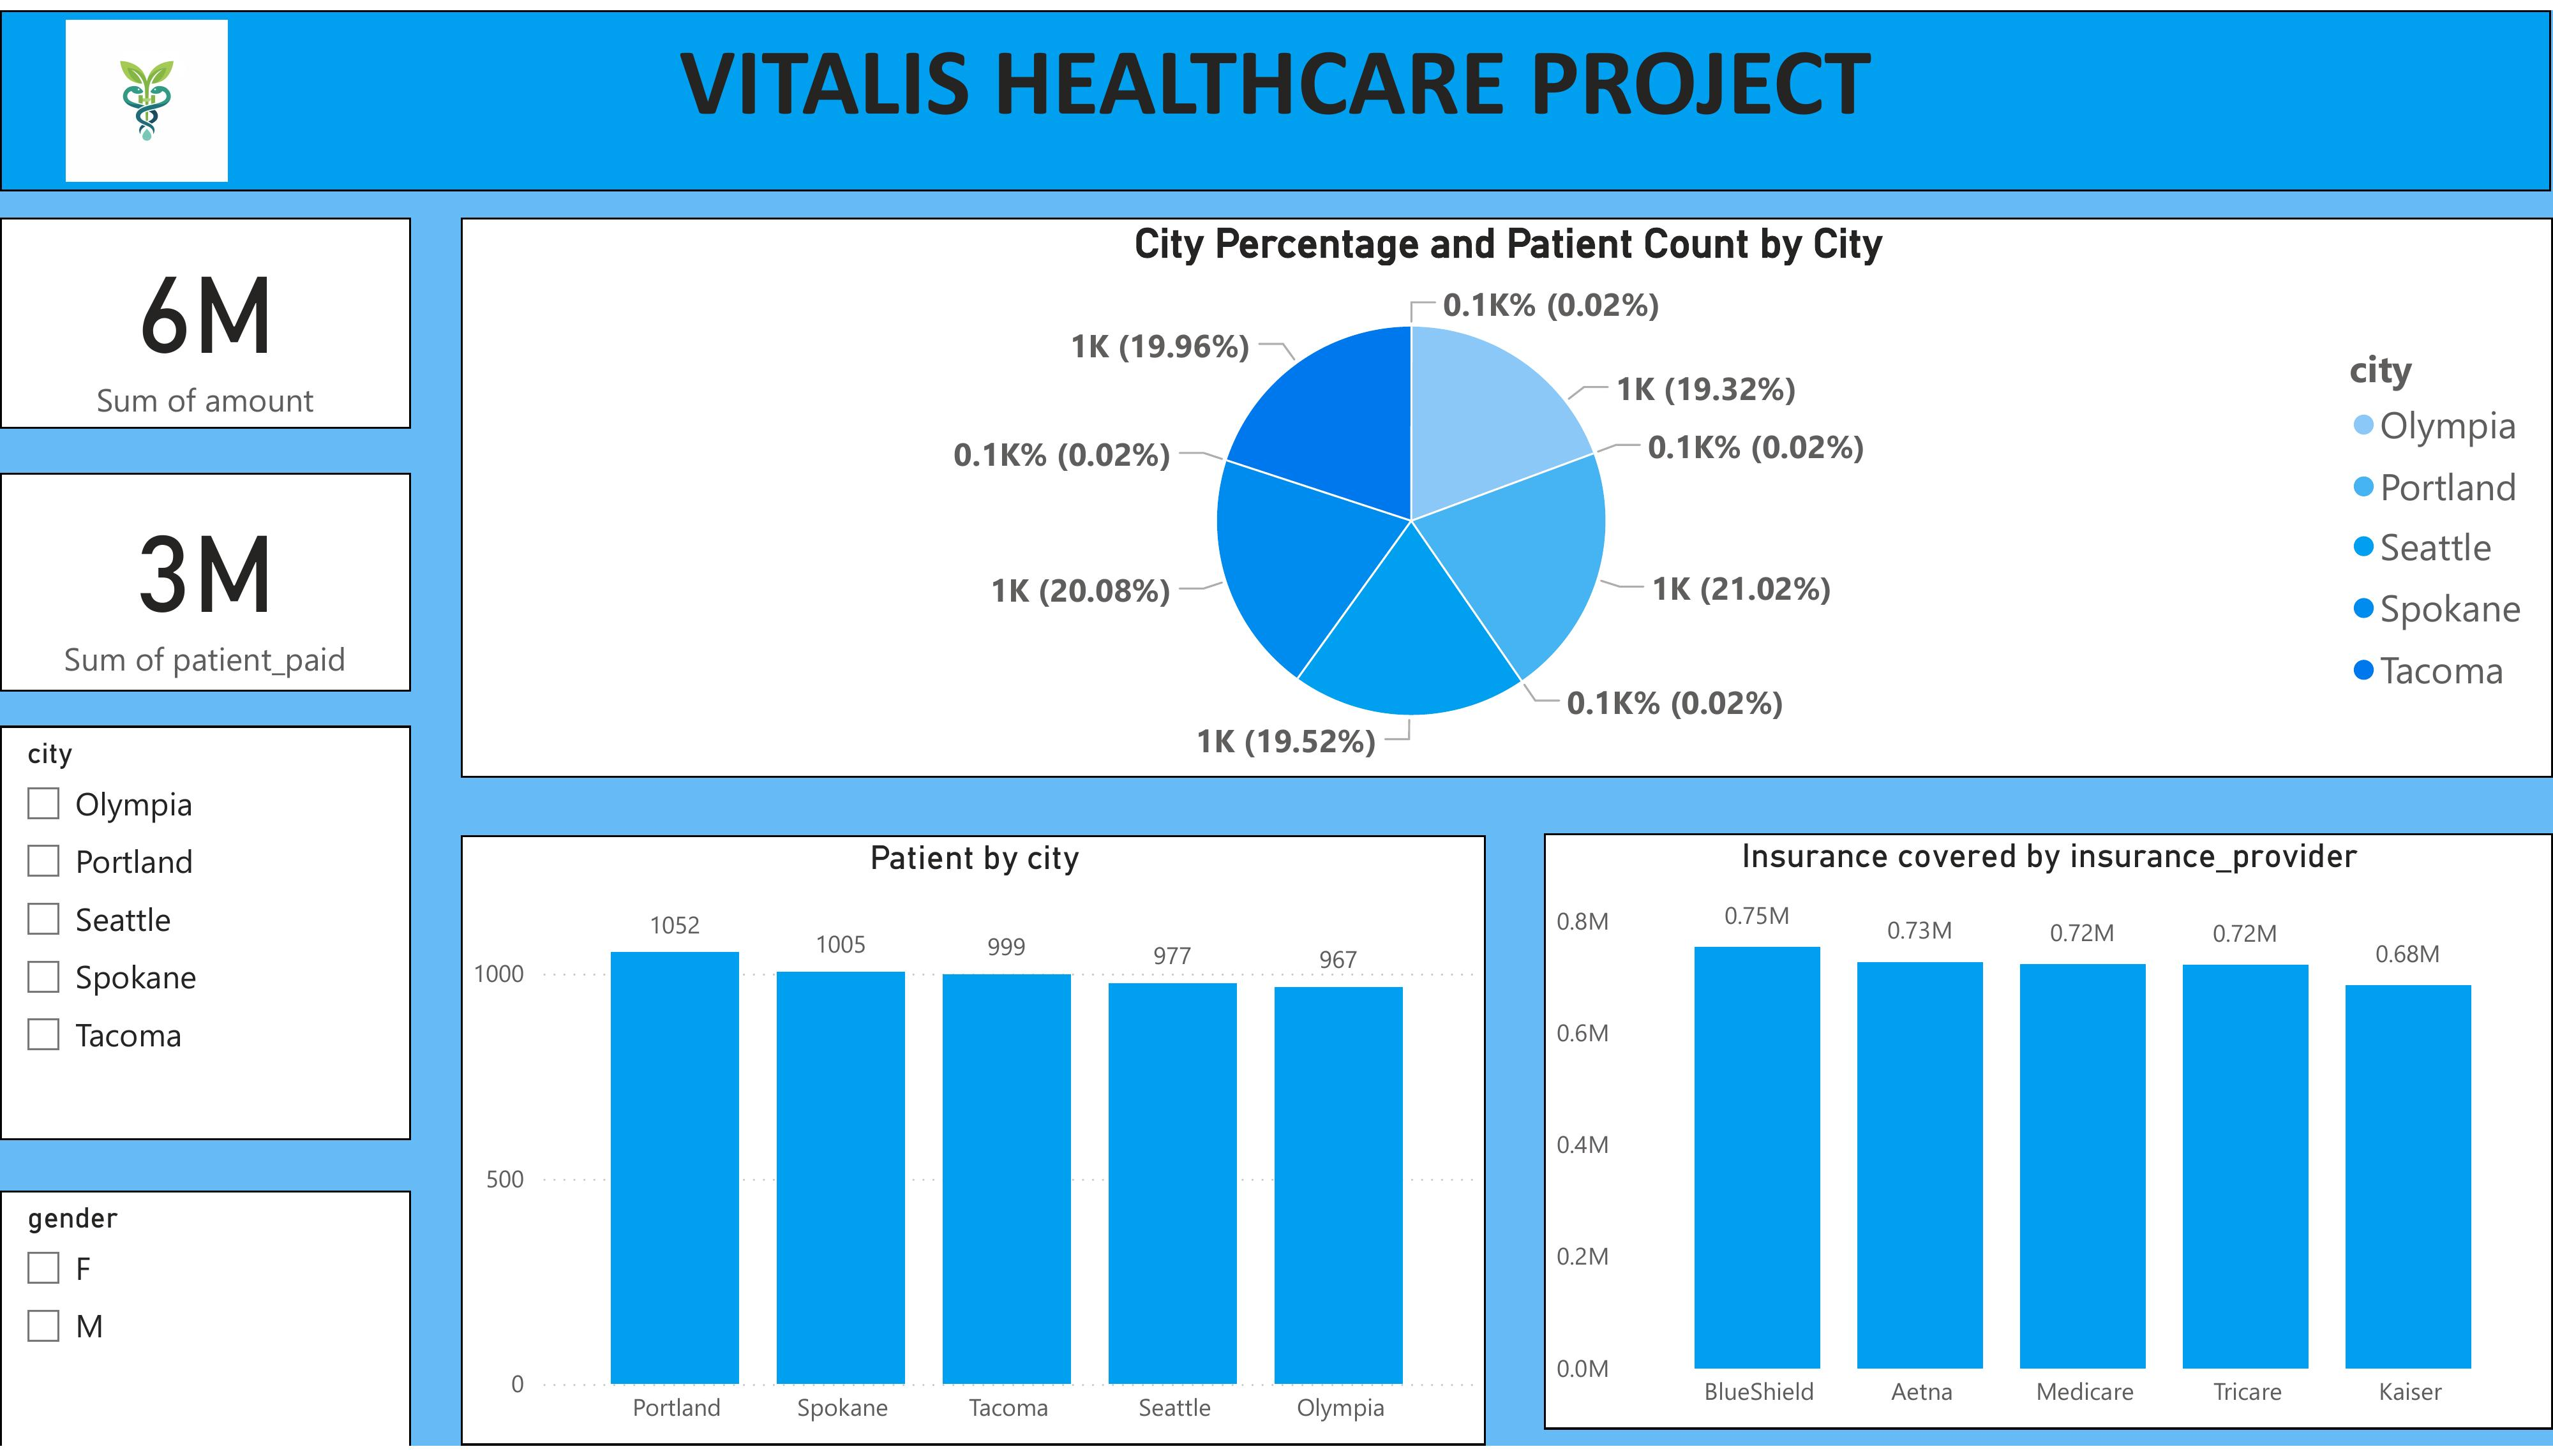 VITALIS HEALTHCARE PROJECT
6M
Sum of amount
3M
Sum of patient_paid
city
Olympia
Portland
Seattle
Spokane
Tacoma
gender
F
M
City Percentage and Patient Count by City
0.1K% (0.02%)
1K (19.96%)
1K (19.32%)
0.1K% (0.02%)
0.1K% (0.02%)
1K (20.08%)
1K (21.02%)
0.1K% (0.02%)
1K (19.52%)
city
Olympia
Portland
Seattle
Spokane
Tacoma
Patient by city
1052
1005
999
977
967
1000
500
0
Portland
Spokane
Tacoma
Seattle
Olympia
Insurance covered by insurance_provider
0.8M
0.75M
0.73M
0.72M
0.72M
0.68M
0.6M
0.4M
0.2M
0.0M
BlueShield
Aetna
Medicare
Tricare
Kaiser